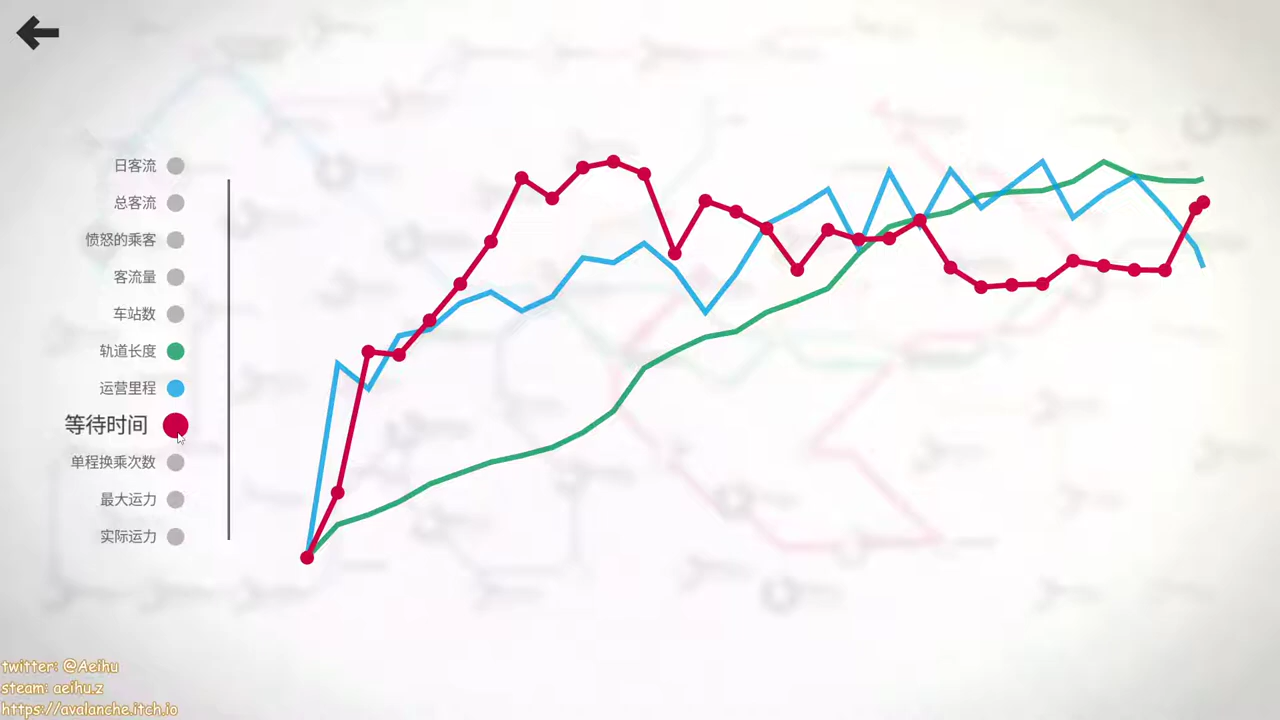 日客流
总客流
愤怒的乘客
客流量
车站数
轨道长度
运营里程
等待时间
单程换乘次数
最大运力
实际运力
twitter: @Aeihu
steam: aeihu.z
https://avalanche.itch.io